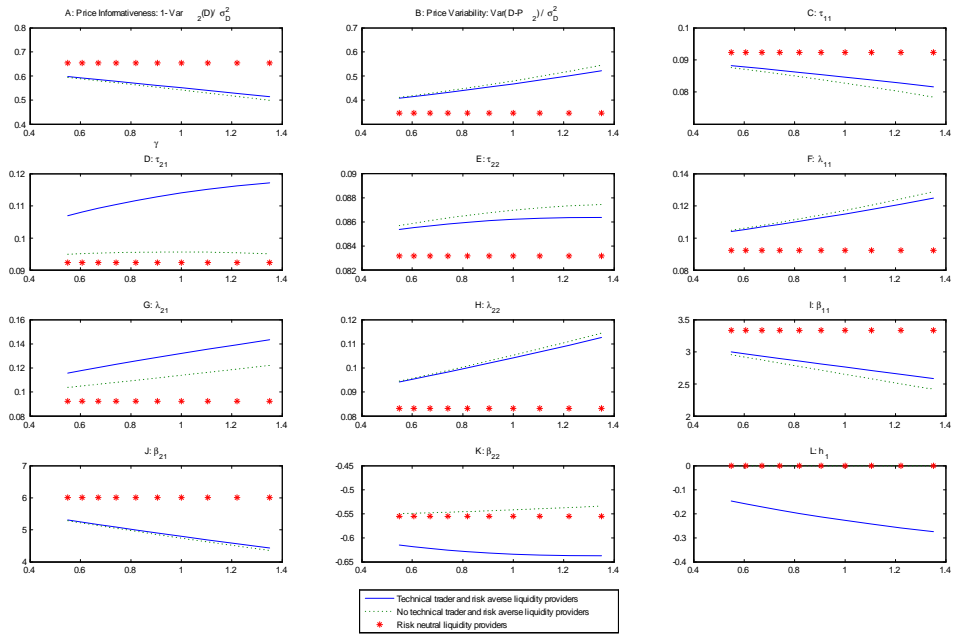 A: Price Informativeness: 1- Var ₂(D)/ σ²_D
B: Price Variability: Var(D-P ₂) / σ²_D
C: τ₁₁
0.8
0.7
0.6
0.5
0.4
0.4 0.6 0.8 1 1.2 1.4
γ
0.6
0.5
0.4
0.4 0.6 0.8 1 1.2 1.4
0.1
0.09
0.08
0.4 0.6 0.8 1 1.2 1.4
D: τ₂₁
E: τ₂₂
F: λ₁₁
0.12
0.11
0.1
0.09
0.4 0.6 0.8 1 1.2 1.4
0.09
0.088
0.086
0.084
0.082
0.4 0.6 0.8 1 1.2 1.4
0.14
0.12
0.1
0.08
0.4 0.6 0.8 1 1.2 1.4
G: λ₂₁
H: λ₂₂
I: β₁₁
0.16
0.14
0.12
0.1
0.08
0.4 0.6 0.8 1 1.2 1.4
0.12
0.11
0.1
0.09
0.08
0.4 0.6 0.8 1 1.2 1.4
3.5
3
2.5
2
0.4 0.6 0.8 1 1.2 1.4
J: β₂₁
K: β₂₂
L: h₁
7
6
5
4
0.4 0.6 0.8 1 1.2 1.4
-0.45
-0.5
-0.55
-0.6
-0.65
0.4 0.6 0.8 1 1.2 1.4
0
-0.1
-0.2
-0.3
-0.4
0.4 0.6 0.8 1 1.2 1.4
Technical trader and risk averse liquidity providers
No technical trader and risk averse liquidity providers
Risk neutral liquidity providers